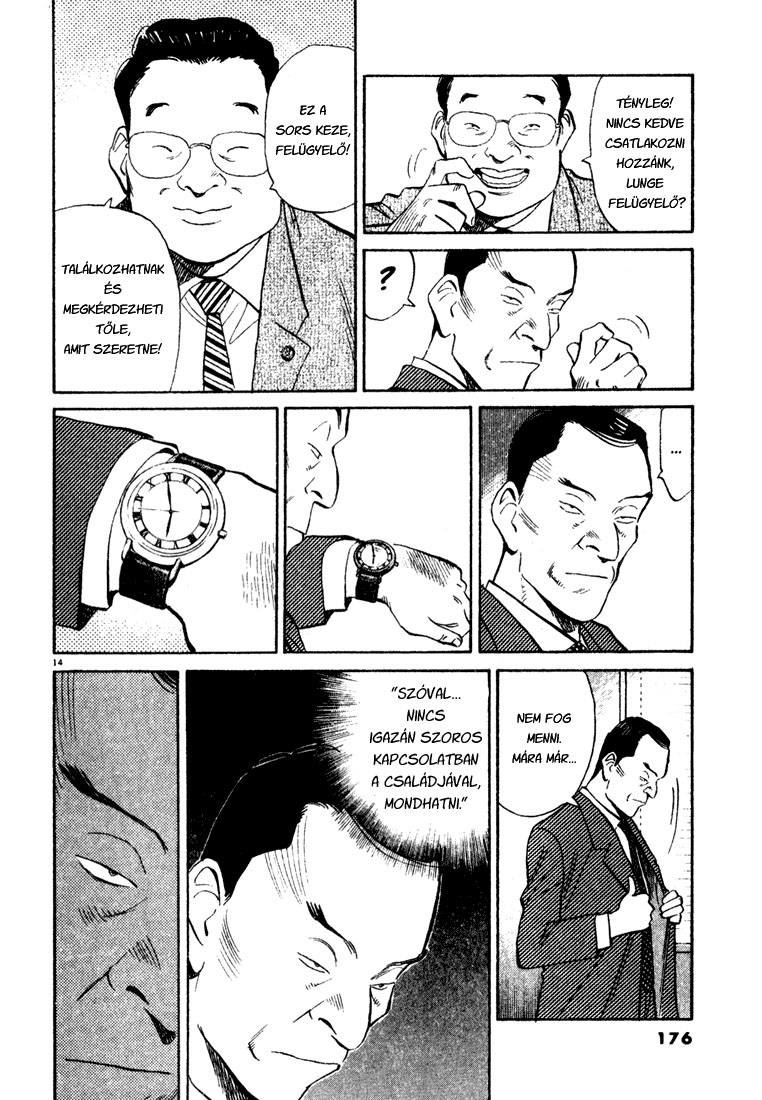 TÉNYLEG!
NINCS KEDVE
CSATLAKOZNI
HOZZÁNK,
LUNGE
FELÜGYELŐ?
?
EZ A
SORS KEZE,
FELÜGYELŐ!
TALÁLKOZHATNAK
ÉS
MEGKÉRDEZHETI
TŐLE,
AMIT SZERETNE!
...
14
NEM FOG
MENNI.
MÁRA MÁR...
"SZÓVAL...
NINCS
IGAZÁN SZOROS
KAPCSOLATBAN
A CSALÁDJÁVAL,
MONDHATNI."
176